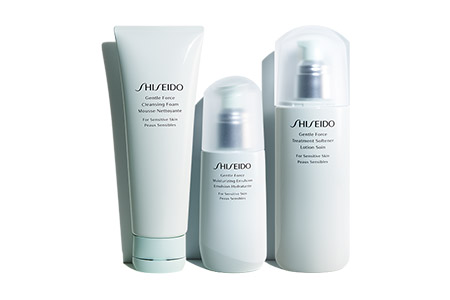 SHISEIDO
Gentle Force
Cleansing Foam
Mousse Nettoyante
For Sensitive Skin
Peaux Sensibles
SHISEIDO
Gentle Force
Moisturizing Emulsion
Emulsion Hydratante
For Sensitive Skin
Peaux Sensibles
SHISEIDO
Gentle Force
Treatment Softener
Lotion Soin
For Sensitive Skin
Peaux Sensibles